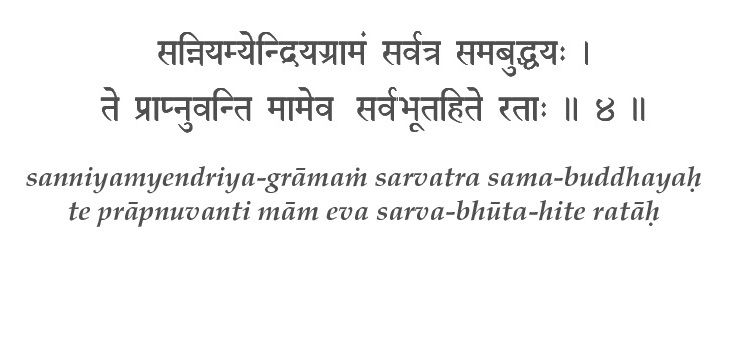 सन्नियम्येन्द्रियग्रामं सर्वत्र समबुद्धयः ।
ते प्राप्नुवन्ति मामेव सर्वभूतहिते रताः ॥ ४ ॥
sanniyamyendriya-grāmaṁ sarvatra sama-buddhayaḥ
te prāpnuvanti mām eva sarva-bhūta-hite ratāḥ